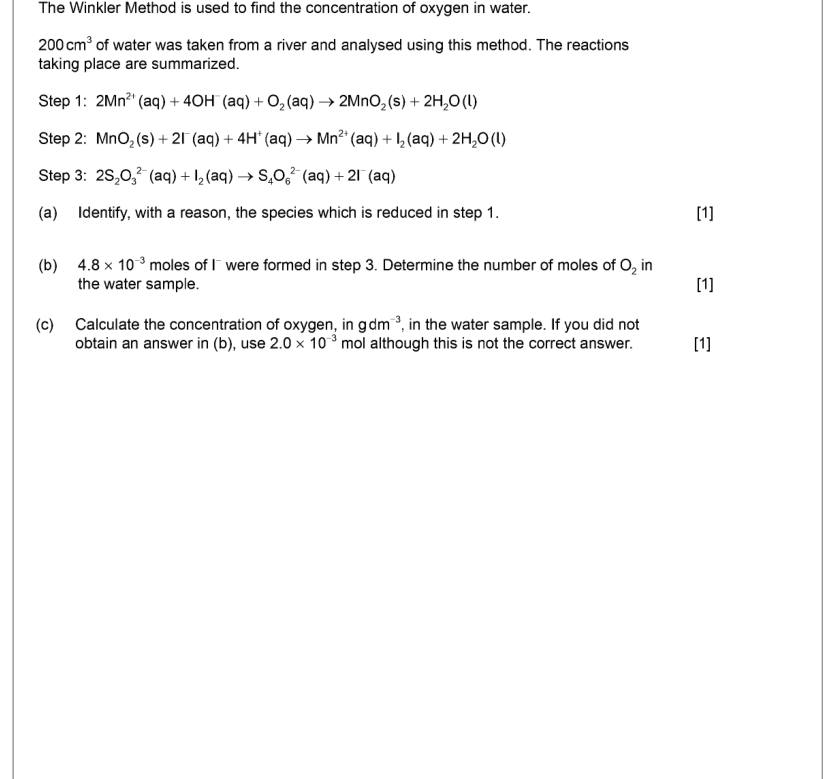 The Winkler Method is used to find the concentration of oxygen in water.
200 cm³ of water was taken from a river and analysed using this method. The reactions
taking place are summarized.
Step 1: 2Mn²⁺ (aq) + 4OH⁻ (aq) + O₂ (aq) → 2MnO₂ (s) + 2H₂O (l)
Step 2: MnO₂ (s) + 2I⁻ (aq) + 4H⁺ (aq) → Mn²⁺ (aq) + I₂ (aq) + 2H₂O (l)
Step 3: 2S₂O₃²⁻ (aq) + I₂ (aq) → S₄O₆²⁻ (aq) + 2I⁻ (aq)
(a) Identify, with a reason, the species which is reduced in step 1. [1]
(b) 4.8 × 10⁻³ moles of I⁻ were formed in step 3. Determine the number of moles of O₂ in
the water sample. [1]
(c) Calculate the concentration of oxygen, in g dm⁻³, in the water sample. If you did not
obtain an answer in (b), use 2.0 × 10⁻³ mol although this is not the correct answer. [1]